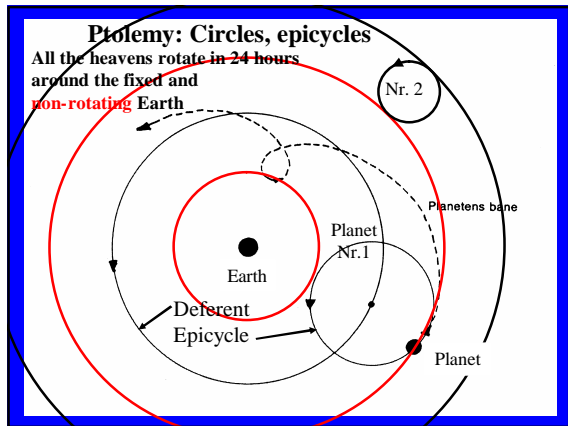 Ptolemy: Circles, epicycles
All the heavens rotate in 24 hours
around the fixed and
non-rotating Earth
Nr. 2
Planetens bane
Planet
Nr.1
Earth
Deferent
Epicycle
Planet